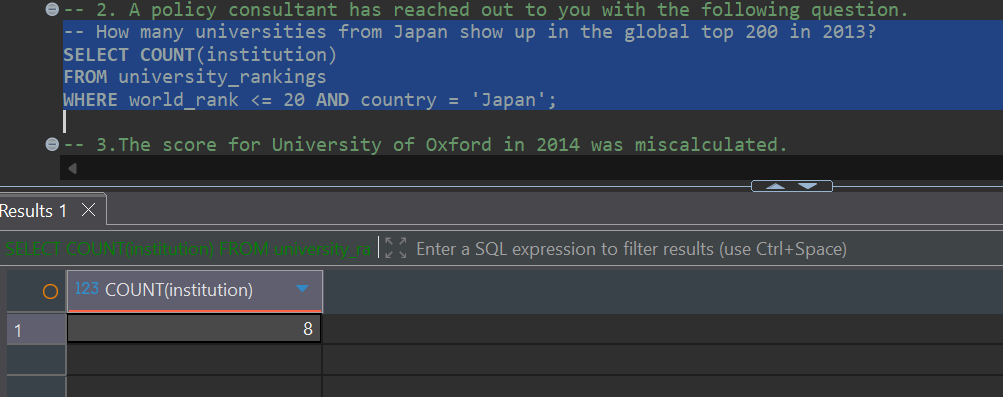 -- 2. A policy consultant has reached out to you with the following question.
-- How many universities from Japan show up in the global top 200 in 2013?
SELECT COUNT(institution)
FROM university_rankings
WHERE world_rank <= 20 AND country = 'Japan';
-- 3.The score for University of Oxford in 2014 was miscalculated.
Results 1
SELECT COUNT(institution) FROM university_ra Enter a SQL expression to filter results (use Ctrl+Space)
123 COUNT(institution)
1 8